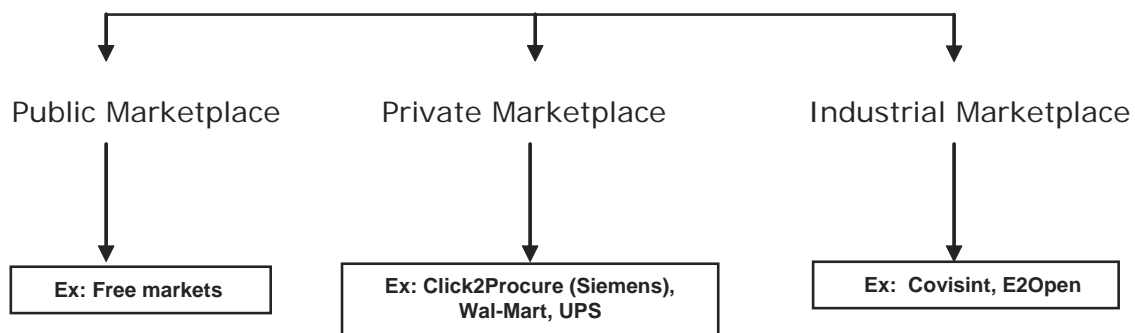 Public Marketplace
Private Marketplace
Industrial Marketplace
Ex: Free markets
Ex: Click2Procure (Siemens),
Wal-Mart, UPS
Ex: Covisint, E2Open